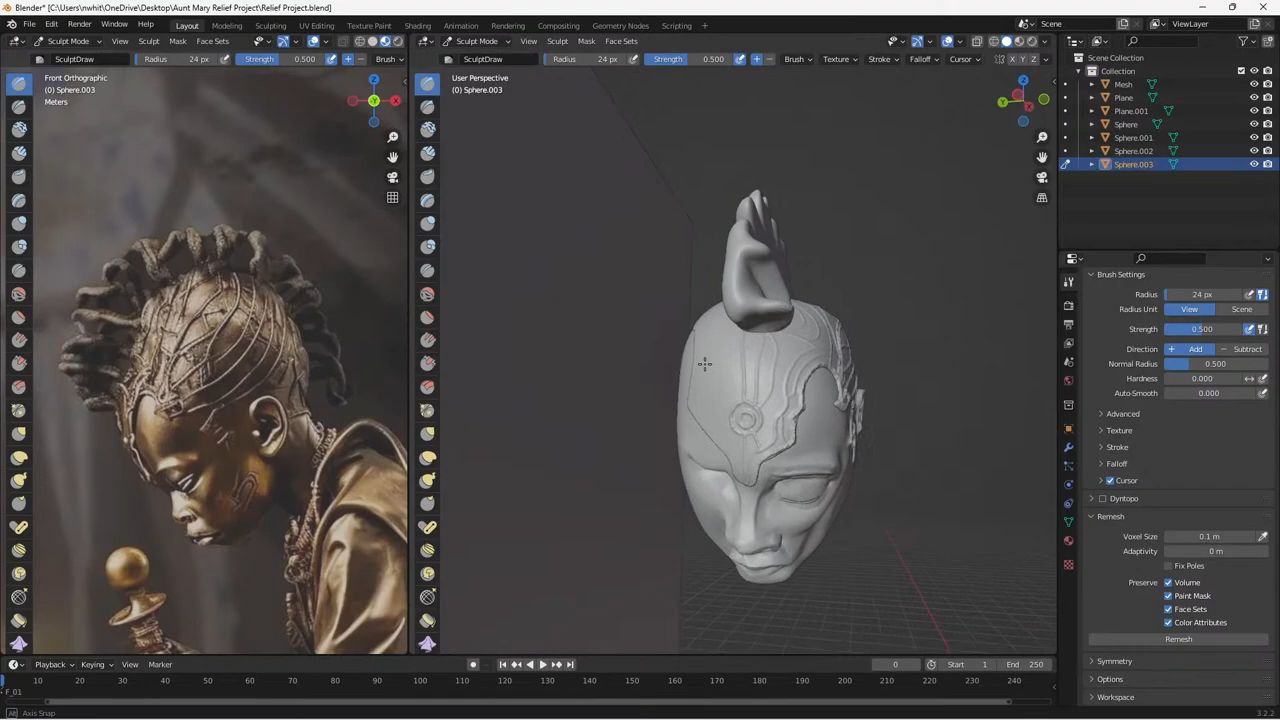 Blender* [C:\Users\nwhit\OneDrive\Desktop\Aunt Mary Relief Project\Relief Project.blend]
File Edit Render Window Help Layout Modeling Sculpting UV Editing Texture Paint Shading Animation Rendering Compositing Geometry Nodes Scripting + Scene ViewLayer
Sculpt Mode View Sculpt Mask Face Sets
SculptDraw Radius 24 px Strength 0.500 + Brush
Front Orthographic
(0) Sphere.003
Meters
Sculpt Mode View Sculpt Mask Face Sets
SculptDraw Radius 24 px Strength 0.500 + Brush Texture Stroke Falloff Cursor X Y Z
User Perspective
(0) Sphere.003
Z
Y
X
Z
Y
X
Scene Collection
Collection
Mesh
Plane
Plane.001
Sphere
Sphere.001
Sphere.002
Sphere.003
Brush Settings
Radius 24 px
Radius Unit View Scene
Strength 0.500
Direction + Add − Subtract
Normal Radius 0.500
Hardness 0.000
Auto-Smooth 0.000
Advanced
Texture
Stroke
Falloff
Cursor
Dyntopo
Remesh
Voxel Size 0.1 m
Adaptivity 0 m
Fix Poles
Preserve Volume
Paint Mask
Face Sets
Color Attributes
Remesh
Symmetry
Options
Workspace
Playback Keying View Marker 0 Start 1 End 250
10 20 30 40 50 60 70 80 90 100 110 120 130 140 150 160 170 180 190 200 210 220 230 240
F_01
Axis Snap 3.2.2